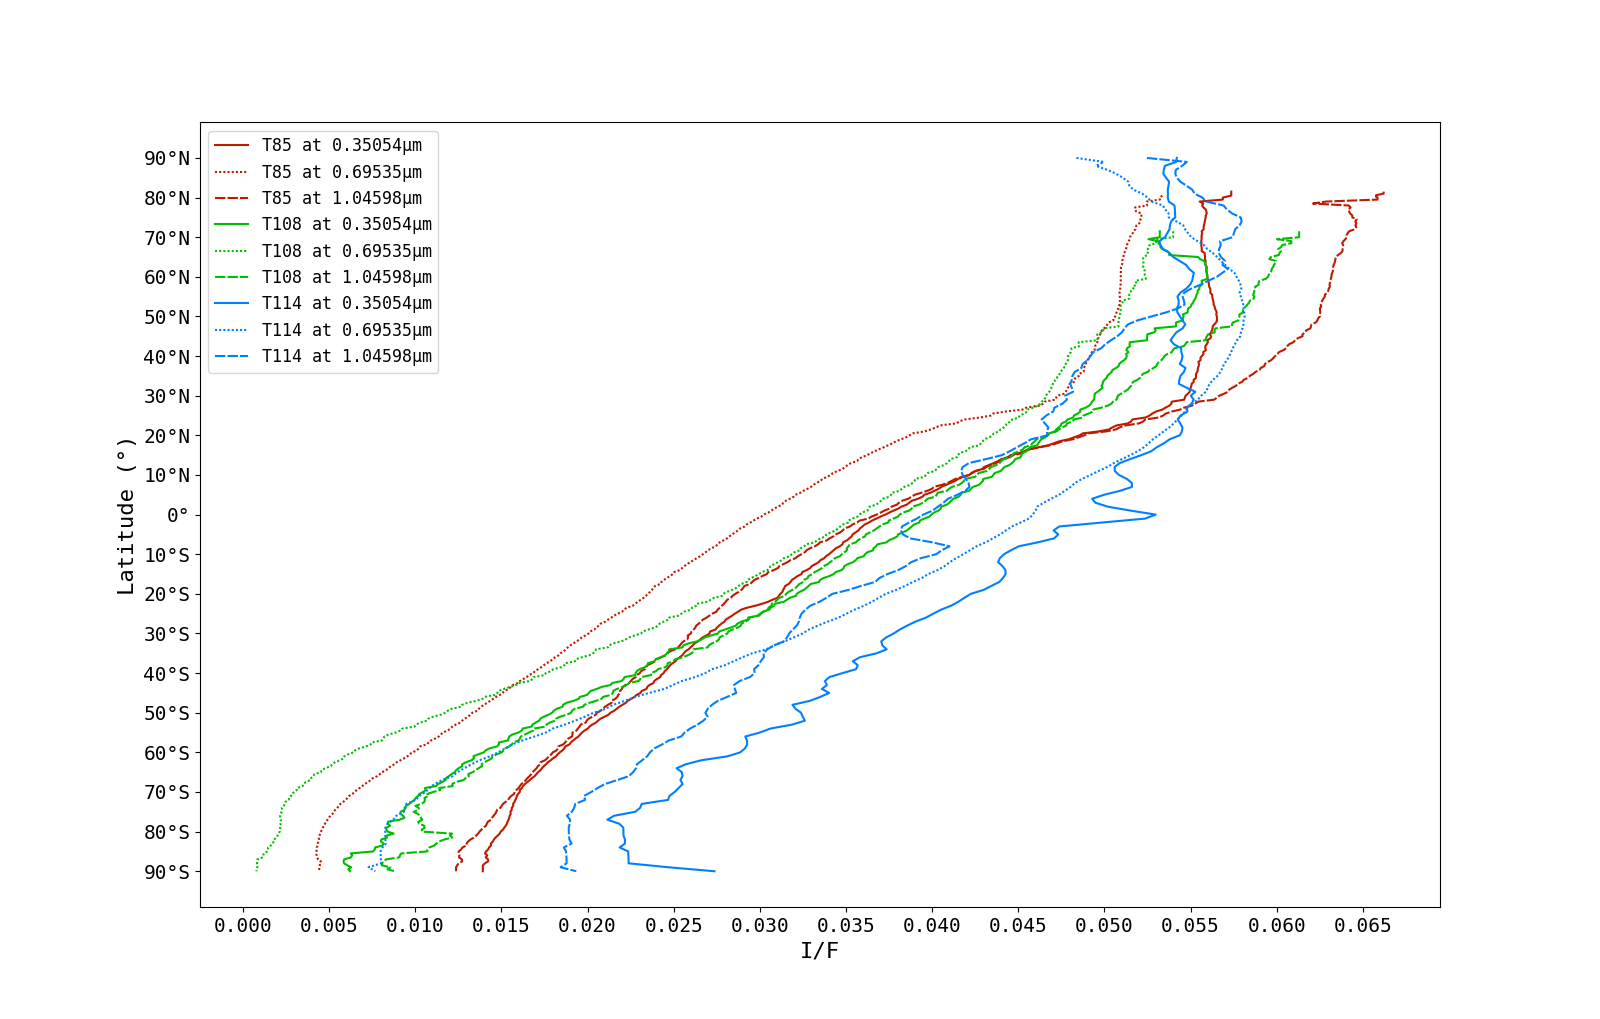 T85 at 0.35054μm
T85 at 0.69535μm
T85 at 1.04598μm
T108 at 0.35054μm
T108 at 0.69535μm
T108 at 1.04598μm
T114 at 0.35054μm
T114 at 0.69535μm
T114 at 1.04598μm
90°N
80°N
70°N
60°N
50°N
40°N
30°N
20°N
10°N
0°
10°S
20°S
30°S
40°S
50°S
60°S
70°S
80°S
90°S
Latitude (°)
0.000 0.005 0.010 0.015 0.020 0.025 0.030 0.035 0.040 0.045 0.050 0.055 0.060 0.065
I/F